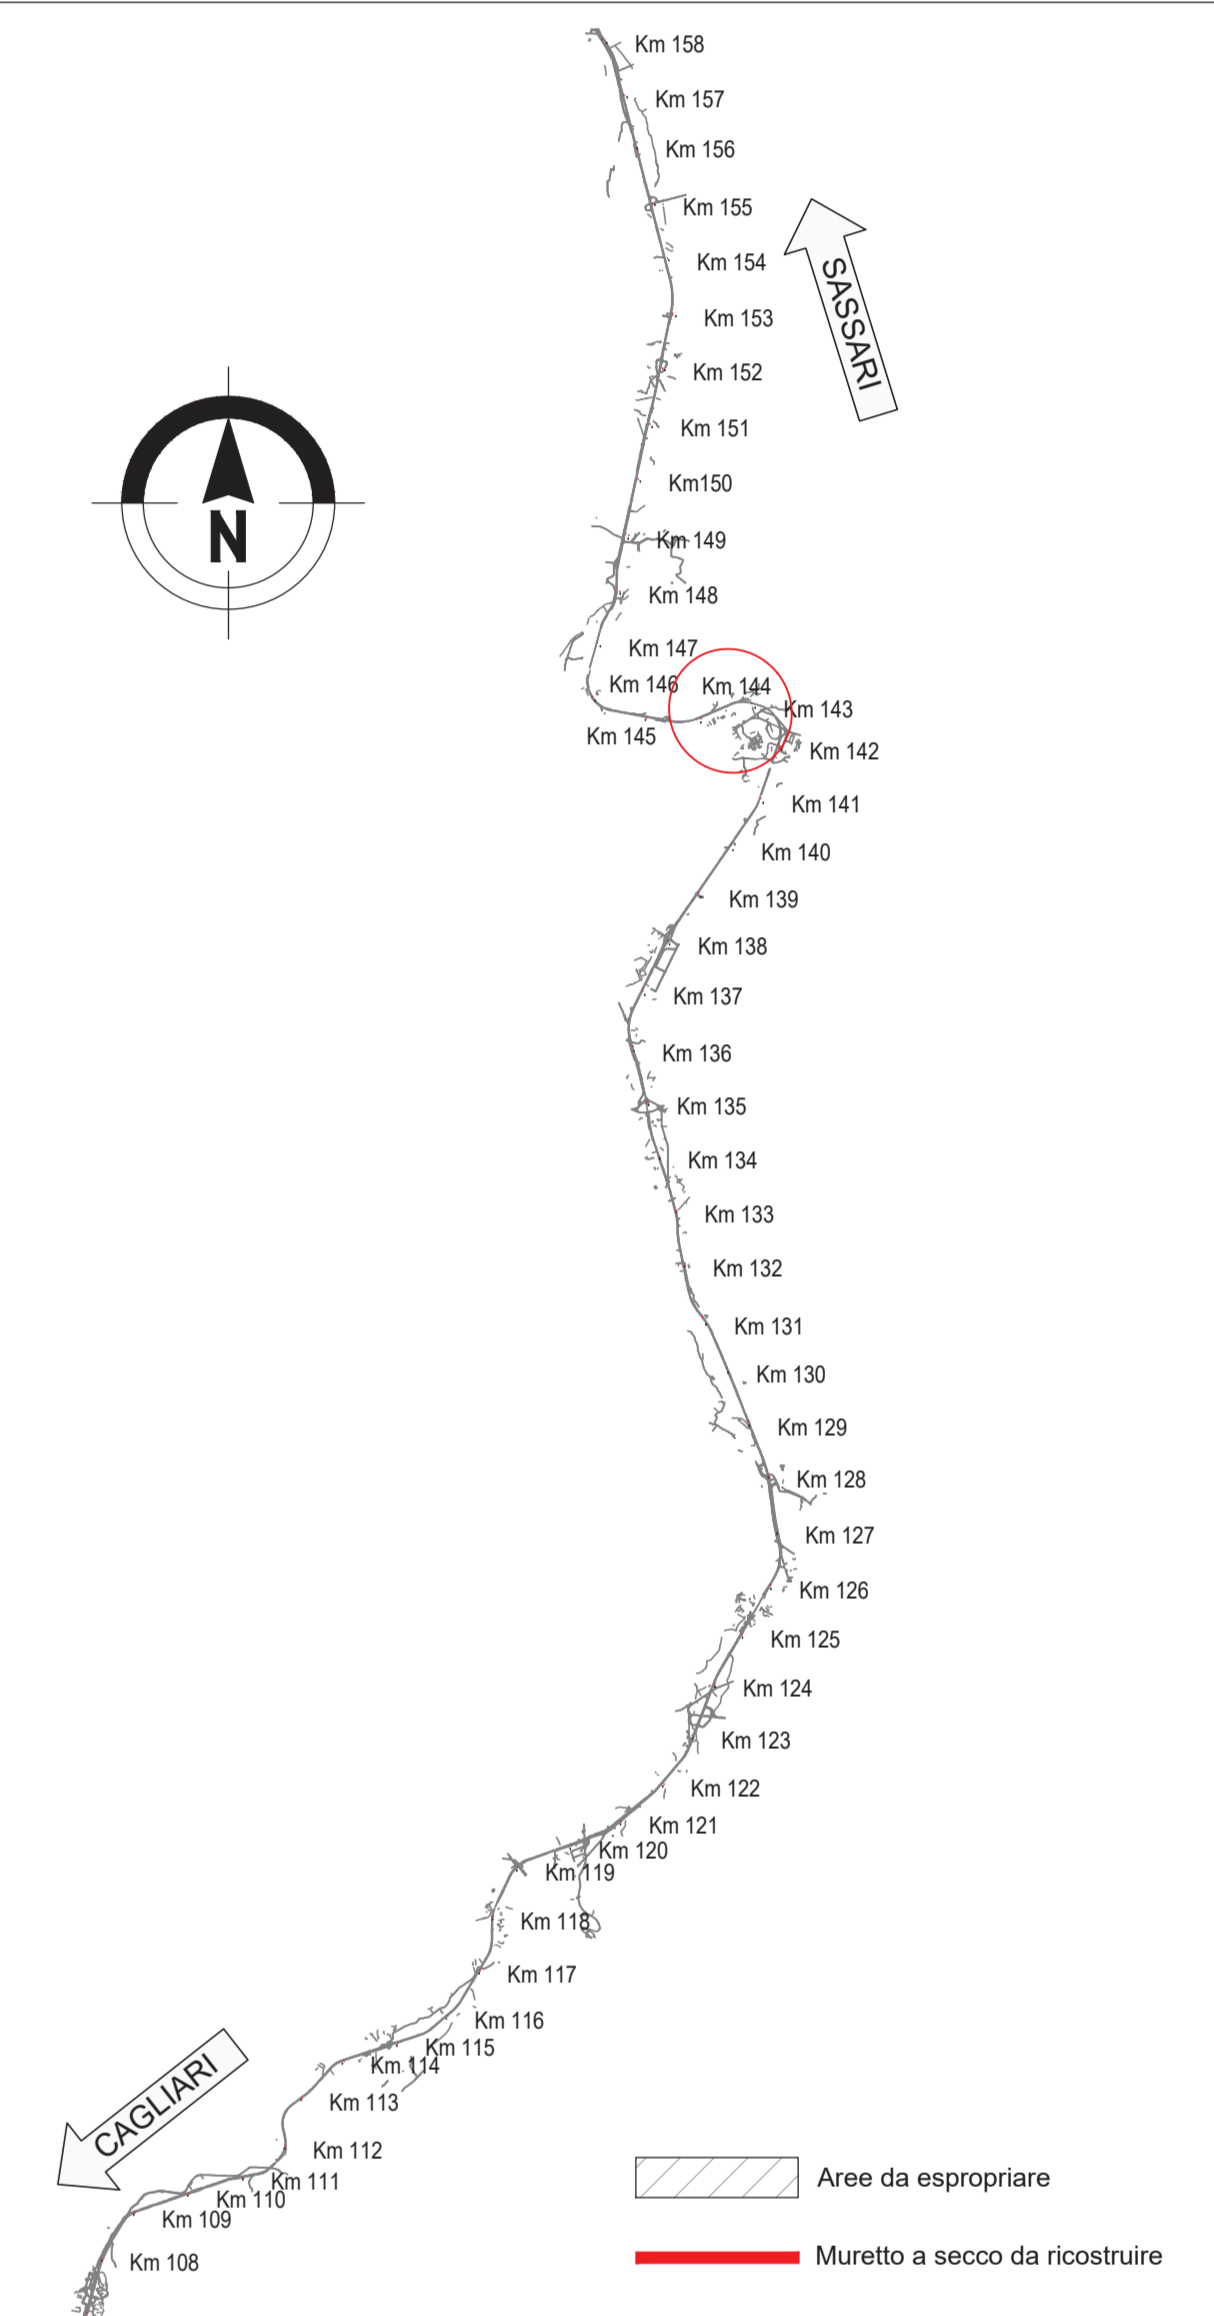 Km 158
Km 157
Km 156
Km 155
Km 154
SASSARI
Km 153
Km 152
Km 151
Km150
N
Km 149
Km 148
Km 147
Km 146
Km 144
Km 143
Km 145
Km 142
Km 141
Km 140
Km 139
Km 138
Km 137
Km 136
Km 135
Km 134
Km 133
Km 132
Km 131
Km 130
Km 129
Km 128
Km 127
Km 126
Km 125
Km 124
Km 123
Km 122
Km 121
Km 120
Km 119
Km 118
Km 117
Km 116
Km 115
Km 114
Km 113
CAGLIARI
Km 112
Km 111
Km 110
Km 109
Km 108
Aree da espropriare
Muretto a secco da ricostruire